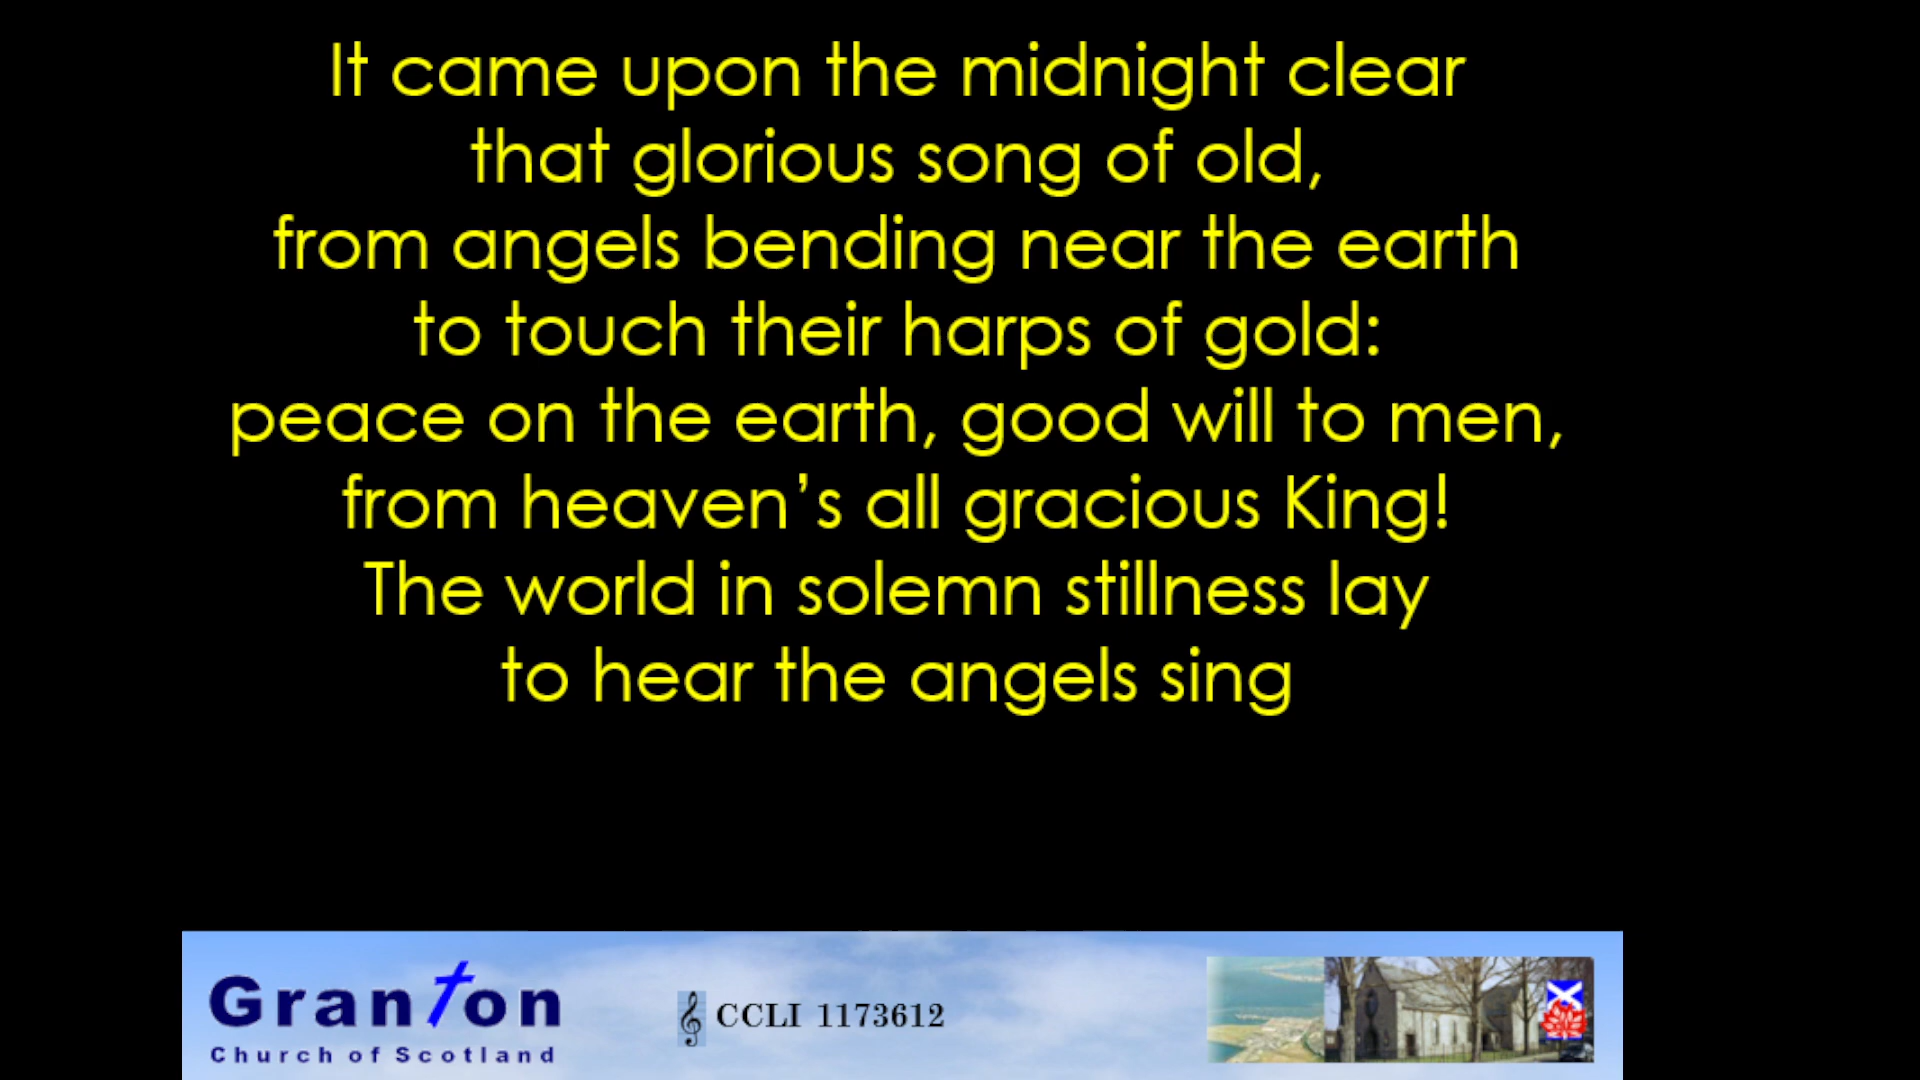 It came upon the midnight clear
that glorious song of old,
from angels bending near the earth
to touch their harps of gold:
peace on the earth, good will to men,
from heaven’s all gracious King!
The world in solemn stillness lay
to hear the angels sing
Granton
Church of Scotland
CCLI 1173612